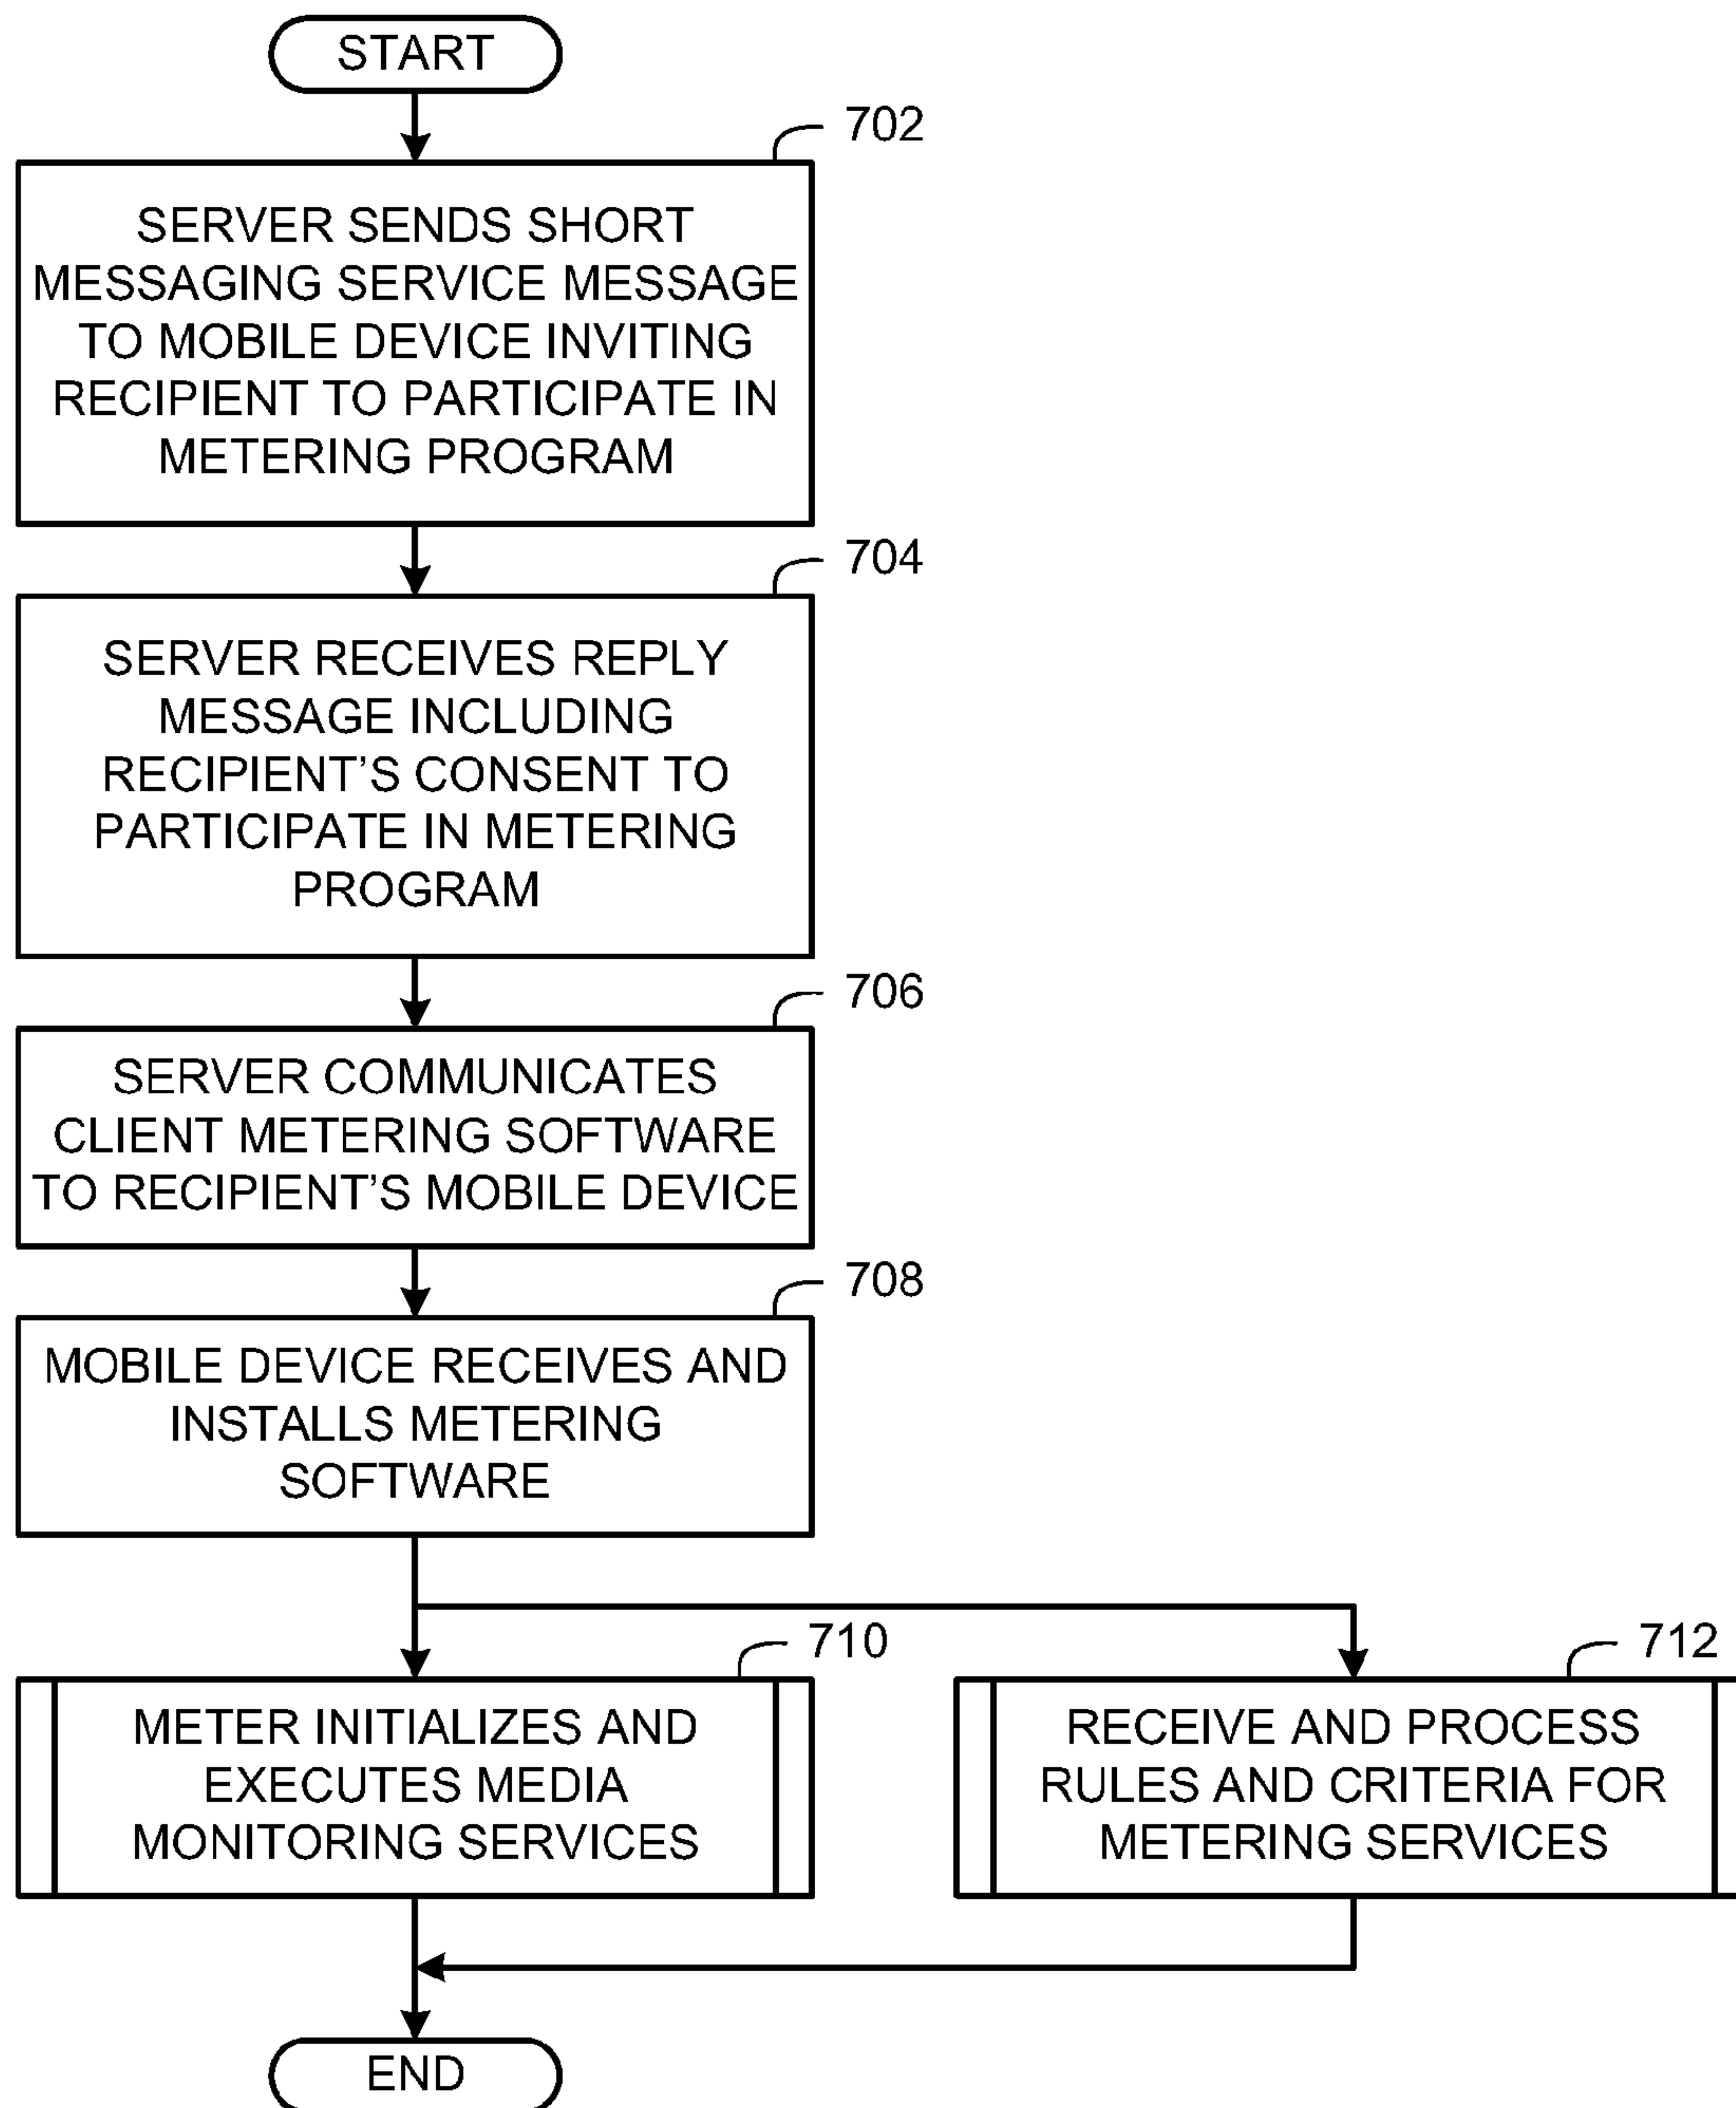 START
702
SERVER SENDS SHORT
MESSAGING SERVICE MESSAGE
TO MOBILE DEVICE INVITING
RECIPIENT TO PARTICIPATE IN
METERING PROGRAM
704
SERVER RECEIVES REPLY
MESSAGE INCLUDING
RECIPIENT’S CONSENT TO
PARTICIPATE IN METERING
PROGRAM
706
SERVER COMMUNICATES
CLIENT METERING SOFTWARE
TO RECIPIENT’S MOBILE DEVICE
708
MOBILE DEVICE RECEIVES AND
INSTALLS METERING
SOFTWARE
710
METER INITIALIZES AND
EXECUTES MEDIA
MONITORING SERVICES
712
RECEIVE AND PROCESS
RULES AND CRITERIA FOR
METERING SERVICES
END